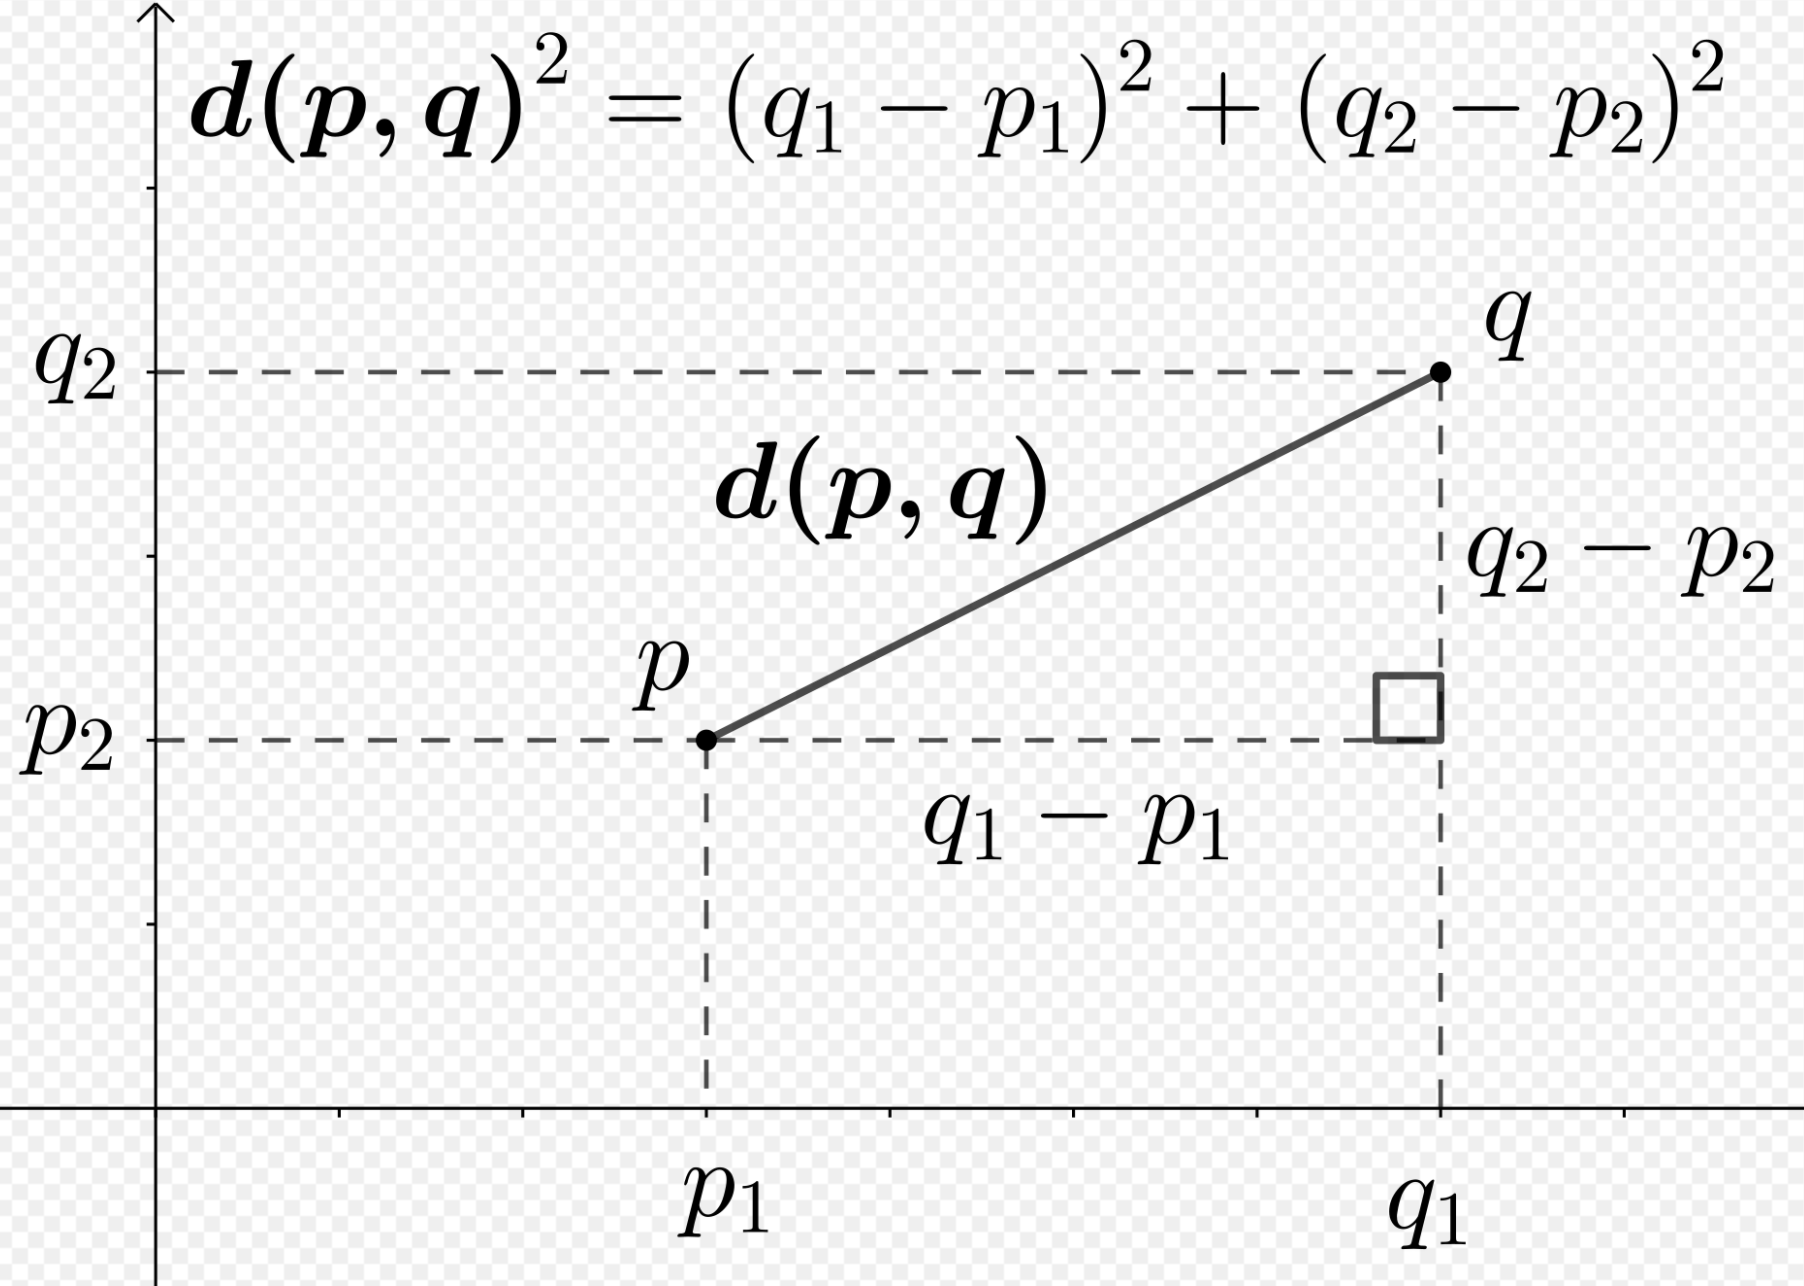 d(p, q)² = (q₁ − p₁)² + (q₂ − p₂)²
q
q₂
d(p, q)
q₂ − p₂
p
p₂
q₁ − p₁
p₁
q₁